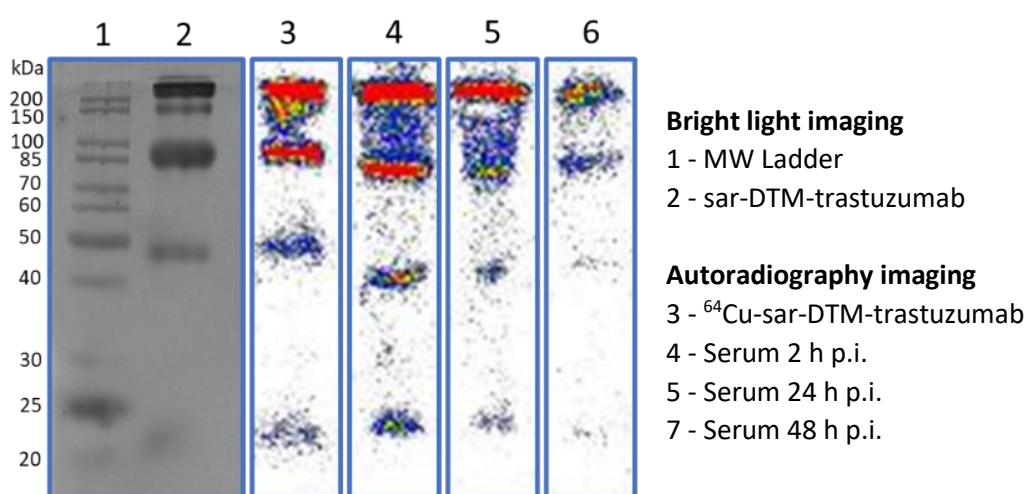 1 2 3 4 5 6
kDa
200
150
100
85
70
60
50
40
30
25
20
Bright light imaging
1 - MW Ladder
2 - sar-DTM-trastuzumab
Autoradiography imaging
3 - ⁶⁴Cu-sar-DTM-trastuzumab
4 - Serum 2 h p.i.
5 - Serum 24 h p.i.
7 - Serum 48 h p.i.